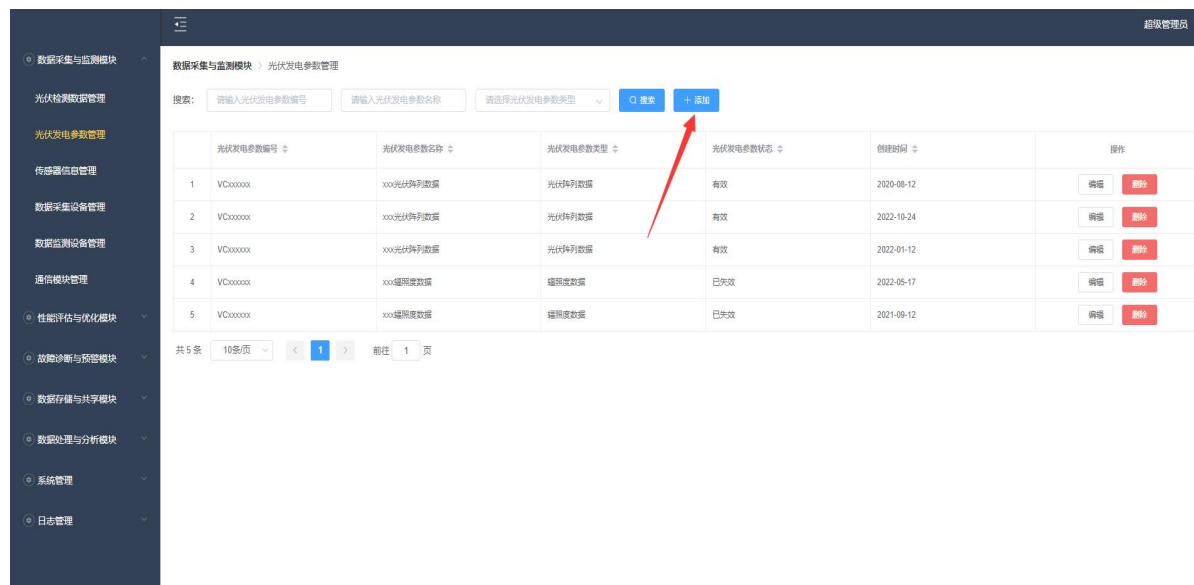 超级管理员
数据采集与监测模块
光伏检测数据管理
光伏发电参数管理
传感器信息管理
数据采集设备管理
数据监测设备管理
通信模块管理
性能评估与优化模块
故障诊断与预警模块
数据存储与共享模块
数据处理与分析模块
系统管理
日志管理
数据采集与监测模块 > 光伏发电参数管理
搜索: 请输入光伏发电参数编号 请输入光伏发电参数名称 请选择光伏发电参数类型 搜索 + 添加
光伏发电参数编号 光伏发电参数名称 光伏发电参数类型 光伏发电参数状态 创建时间 操作
1 VCxxxxxx xxx光伏阵列数据 光伏阵列数据 有效 2020-08-12 编辑 删除
2 VCxxxxxx xxx光伏阵列数据 光伏阵列数据 有效 2022-10-24 编辑 删除
3 VCxxxxxx xxx光伏阵列数据 光伏阵列数据 有效 2022-01-12 编辑 删除
4 VCxxxxxx xxx辐照度数据 辐照度数据 已失效 2022-05-17 编辑 删除
5 VCxxxxxx xxx辐照度数据 辐照度数据 已失效 2021-09-12 编辑 删除
共 5 条 10条/页 < 1 > 前往 1 页